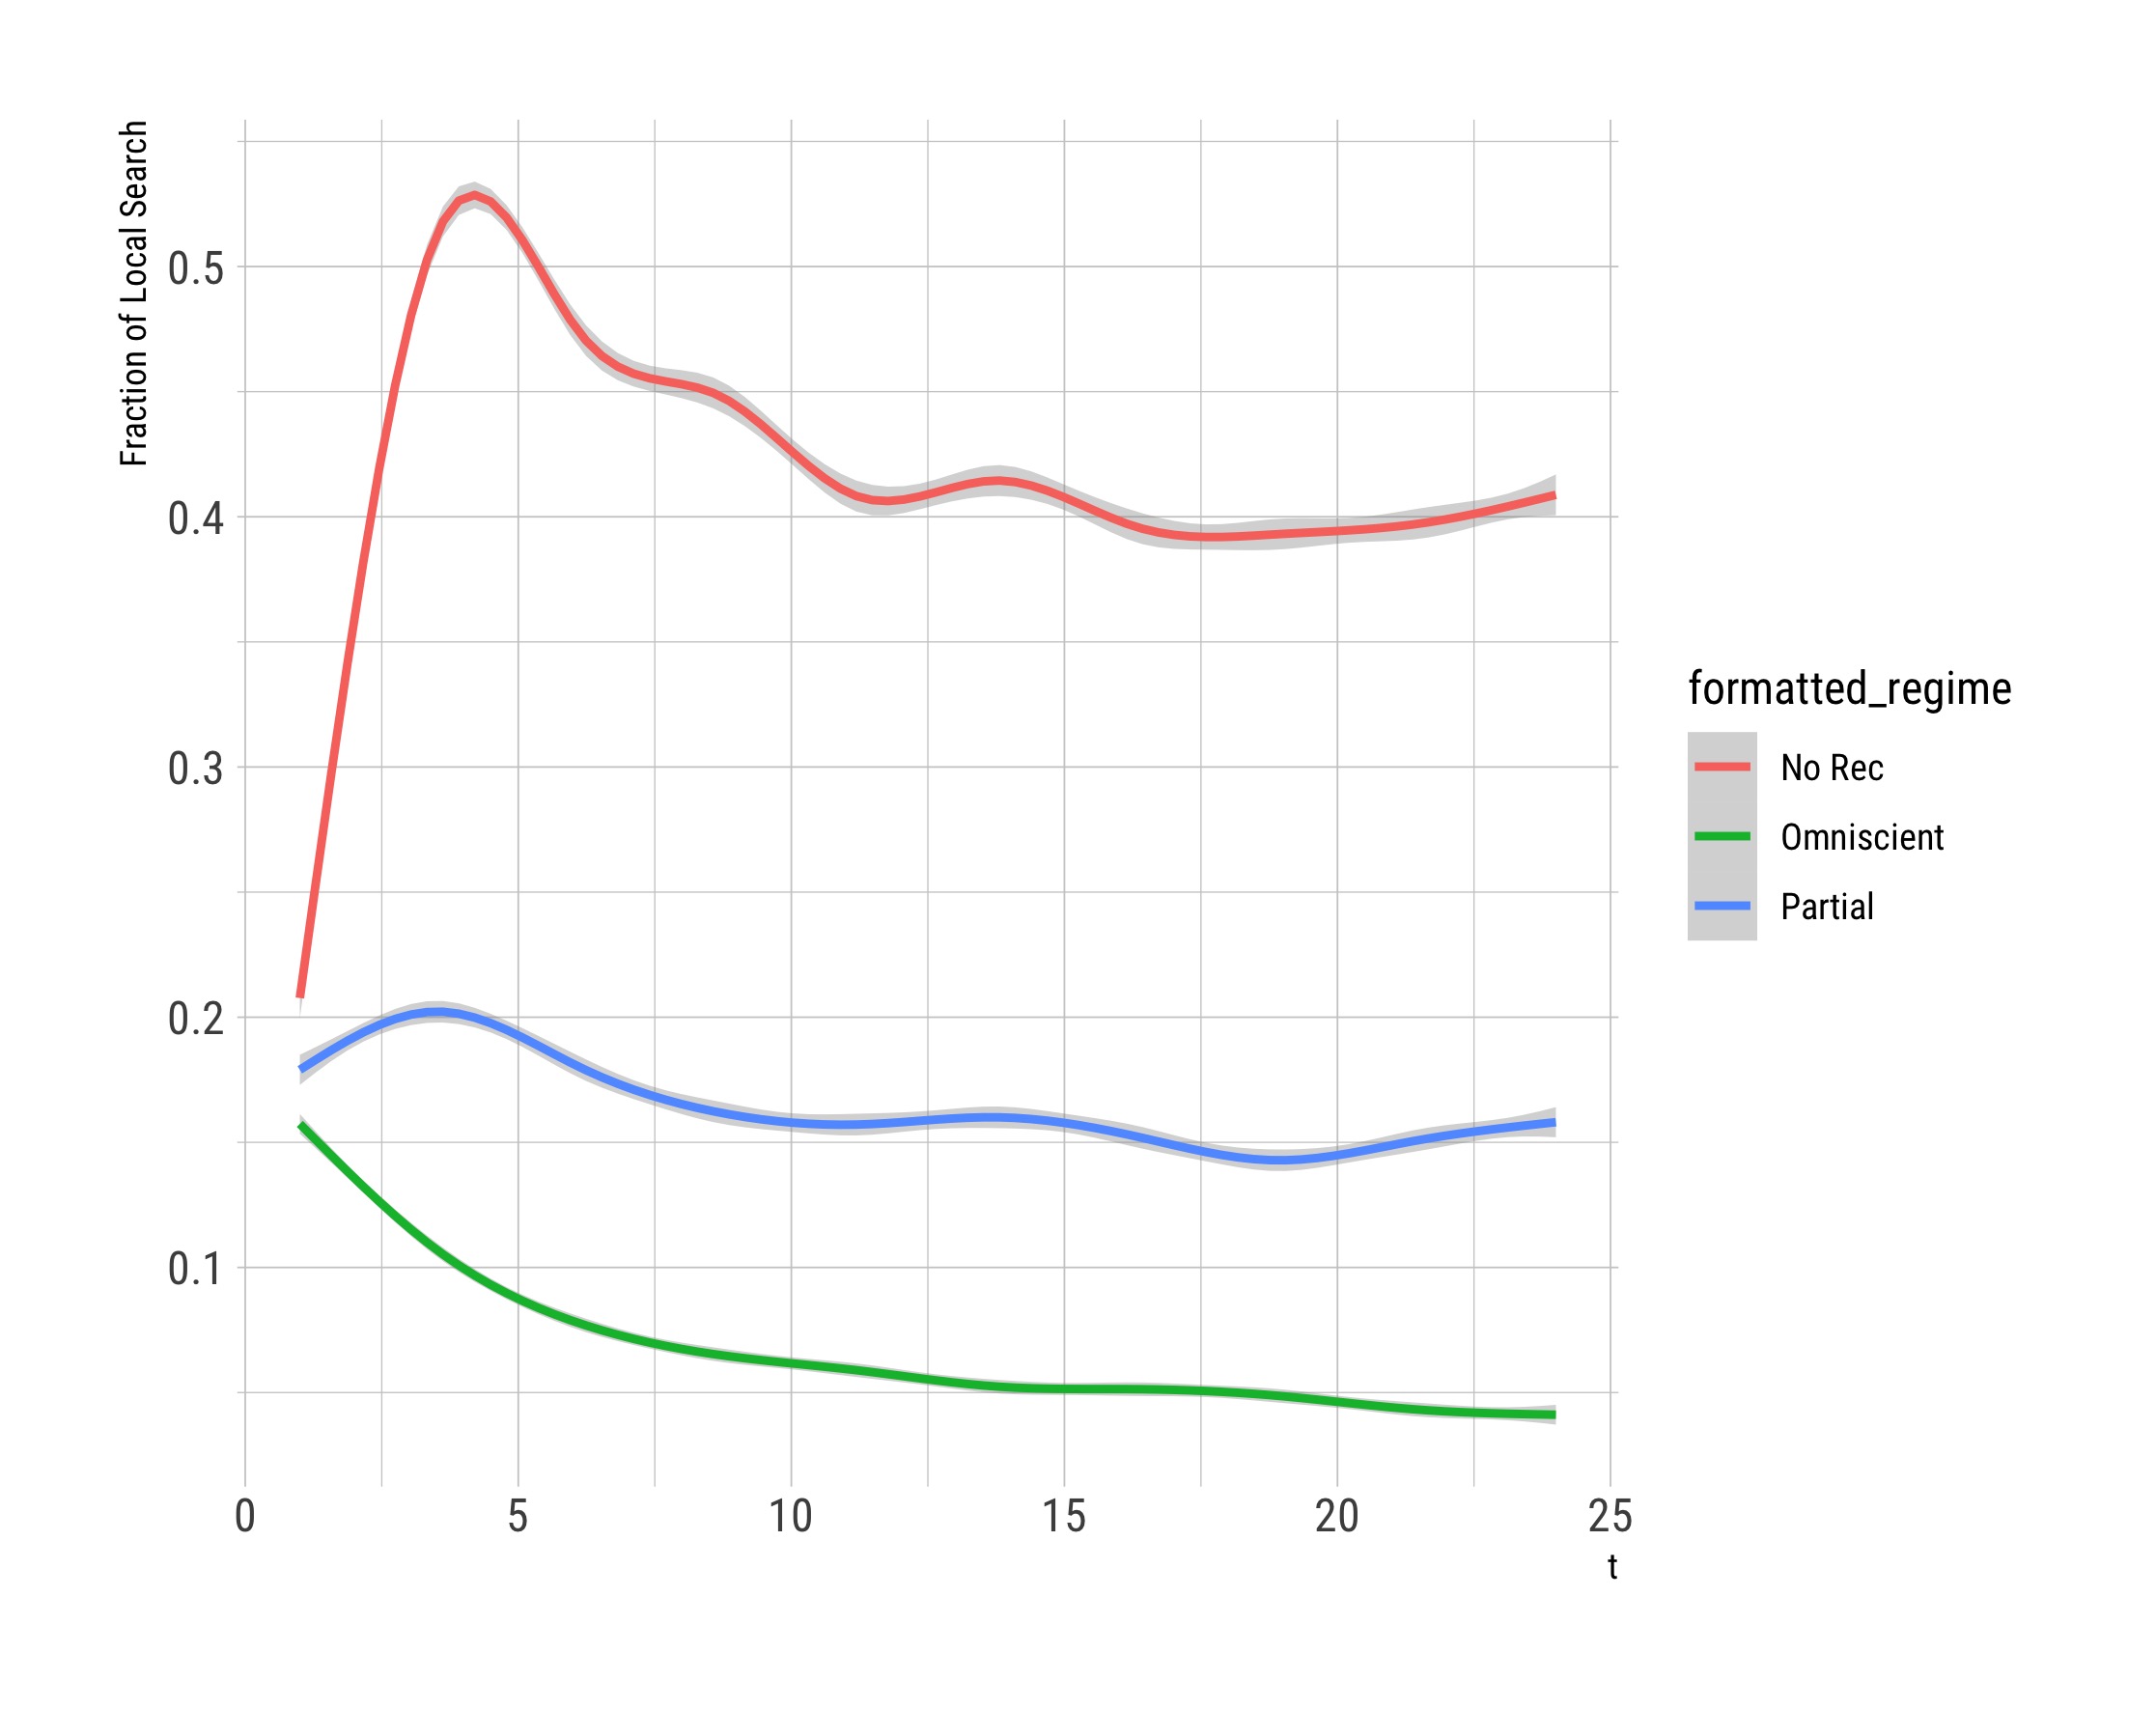 Fraction of Local Search
0.5
0.4
0.3
0.2
0.1
0 5 10 15 20 25
t
formatted_regime
No Rec
Omniscient
Partial